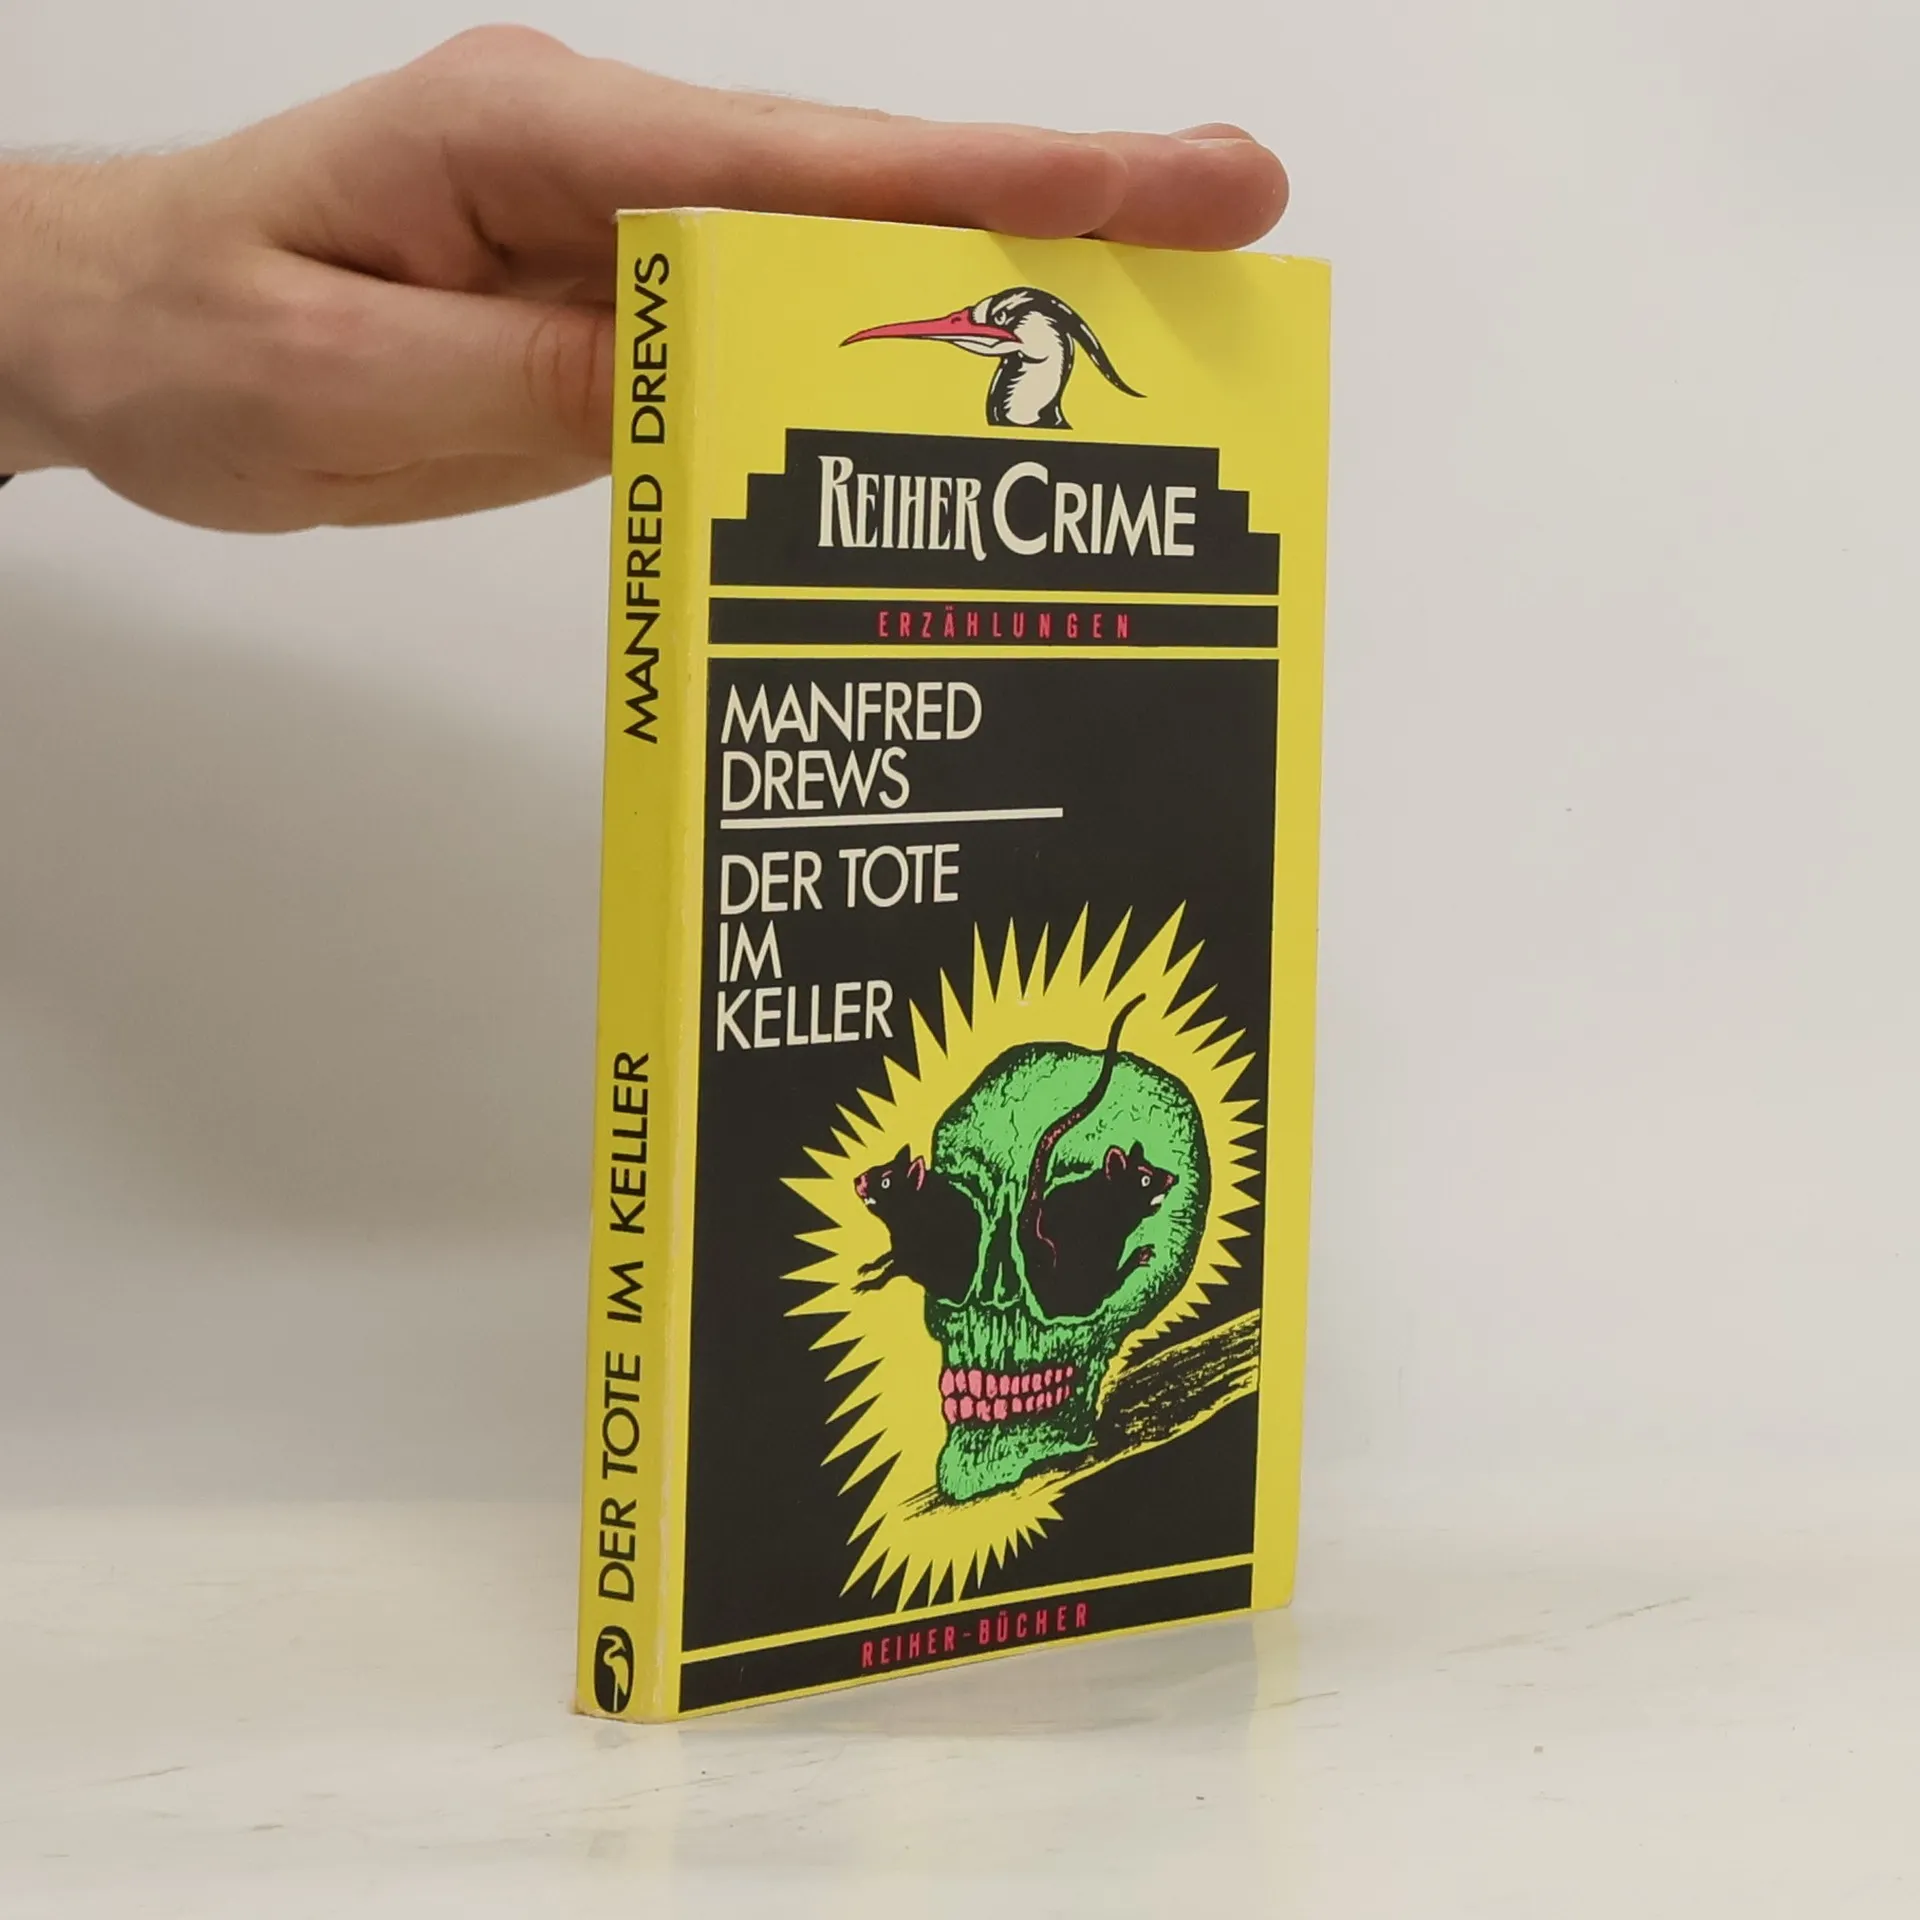 MANFRED DREWS
DER TOTE IM KELLER
REIHER CRIME
ERZÄHLUNGEN
MANFRED
DREWS
DER TOTE
IM
KELLER
REIHER-BÜCHER